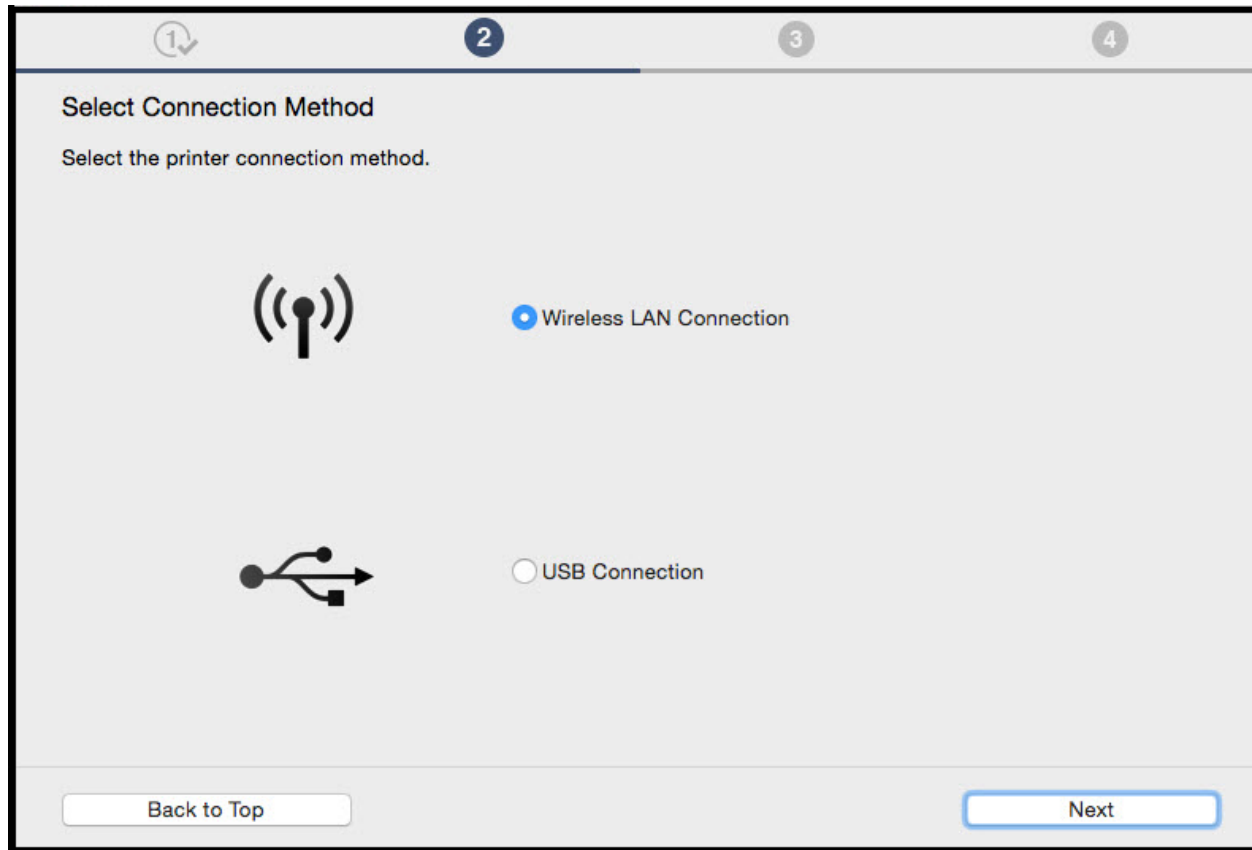 1 2 3 4
Select Connection Method
Select the printer connection method.
Wireless LAN Connection
USB Connection
Back to Top Next